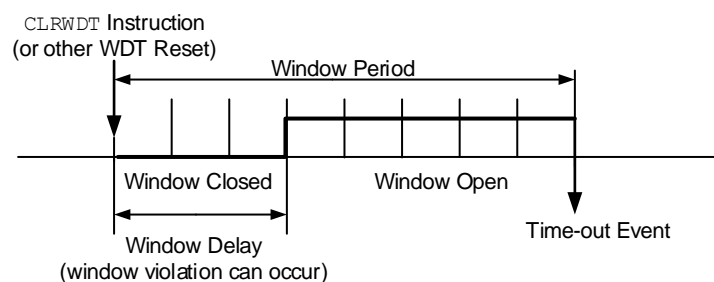 CLRWDT Instruction
(or other WDT Reset)
Window Period
Window Closed
Window Open
Window Delay
(window violation can occur)
Time-out Event